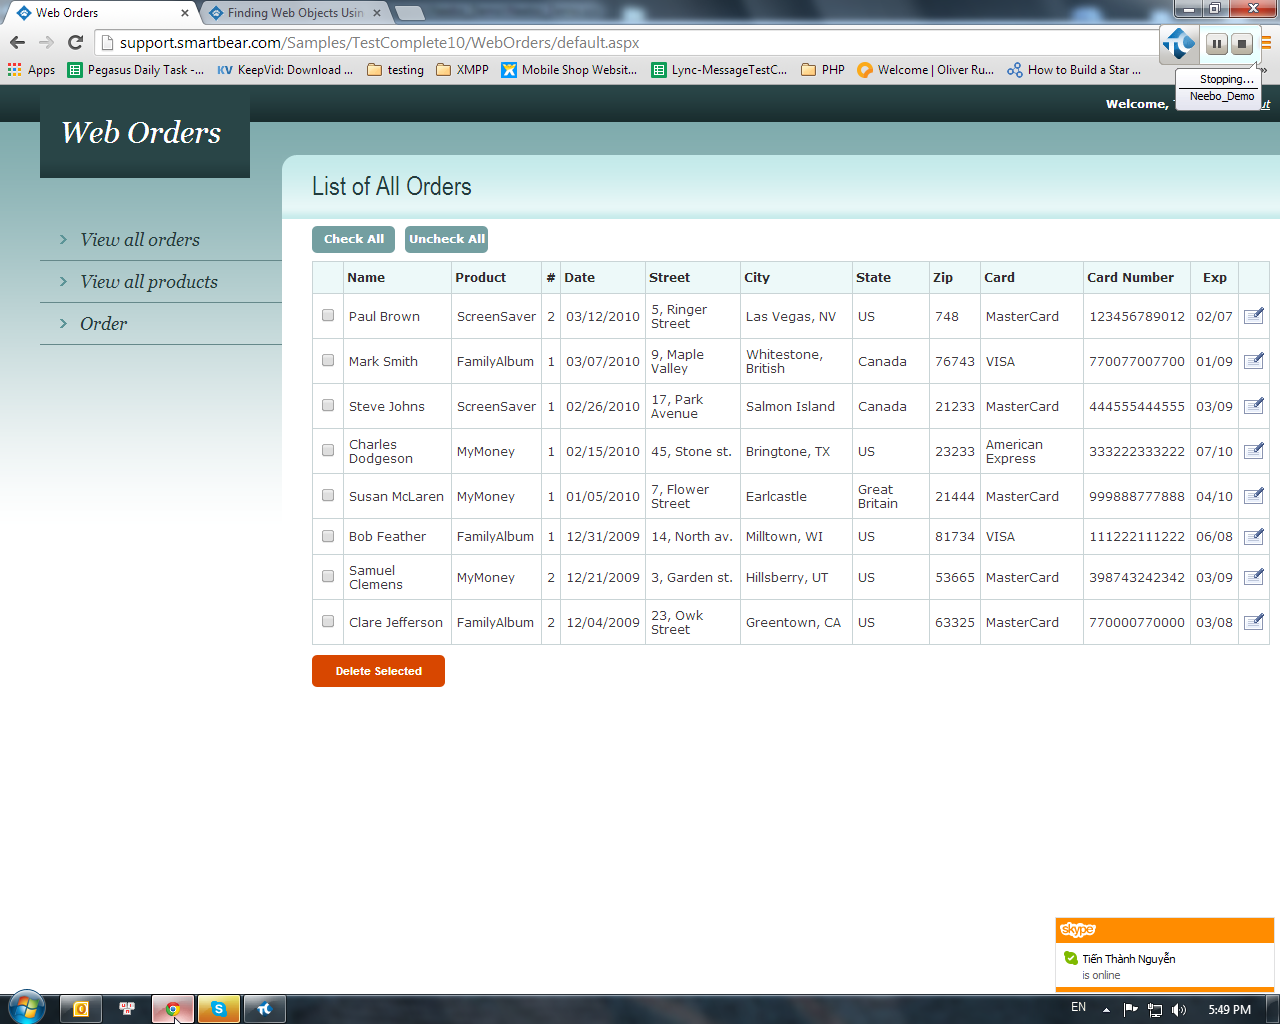 Web Orders
Finding Web Objects Usin
support.smartbear.com/Samples/TestComplete10/WebOrders/default.aspx
Apps
Pegasus Daily Task -...
KV KeepVid: Download ...
testing
XMPP
Mobile Shop Websit...
Lync-MessageTestC...
PHP
Welcome | Oliver Ru...
How to Build a Star ...
»
Stopping...
Neebo_Demo
Welcome,
Web Orders
List of All Orders
View all orders
View all products
Order
Check All Uncheck All
Name Product # Date Street City State Zip Card Card Number Exp
Paul Brown ScreenSaver 2 03/12/2010 5, Ringer Street Las Vegas, NV US 748 MasterCard 123456789012 02/07
Mark Smith FamilyAlbum 1 03/07/2010 9, Maple Valley Whitestone, British Canada 76743 VISA 770077007700 01/09
Steve Johns ScreenSaver 1 02/26/2010 17, Park Avenue Salmon Island Canada 21233 MasterCard 444555444555 03/09
Charles Dodgeson MyMoney 1 02/15/2010 45, Stone st. Bringtone, TX US 23233 American Express 333222333222 07/10
Susan McLaren MyMoney 1 01/05/2010 7, Flower Street Earlcastle Great Britain 21444 MasterCard 999888777888 04/10
Bob Feather FamilyAlbum 1 12/31/2009 14, North av. Milltown, WI US 81734 VISA 111222111222 06/08
Samuel Clemens MyMoney 2 12/21/2009 3, Garden st. Hillsberry, UT US 53665 MasterCard 398743242342 03/09
Clare Jefferson FamilyAlbum 2 12/04/2009 23, Owk Street Greentown, CA US 63325 MasterCard 770000770000 03/08
Delete Selected
skype
Tiến Thành Nguyễn
is online
EN
5:49 PM